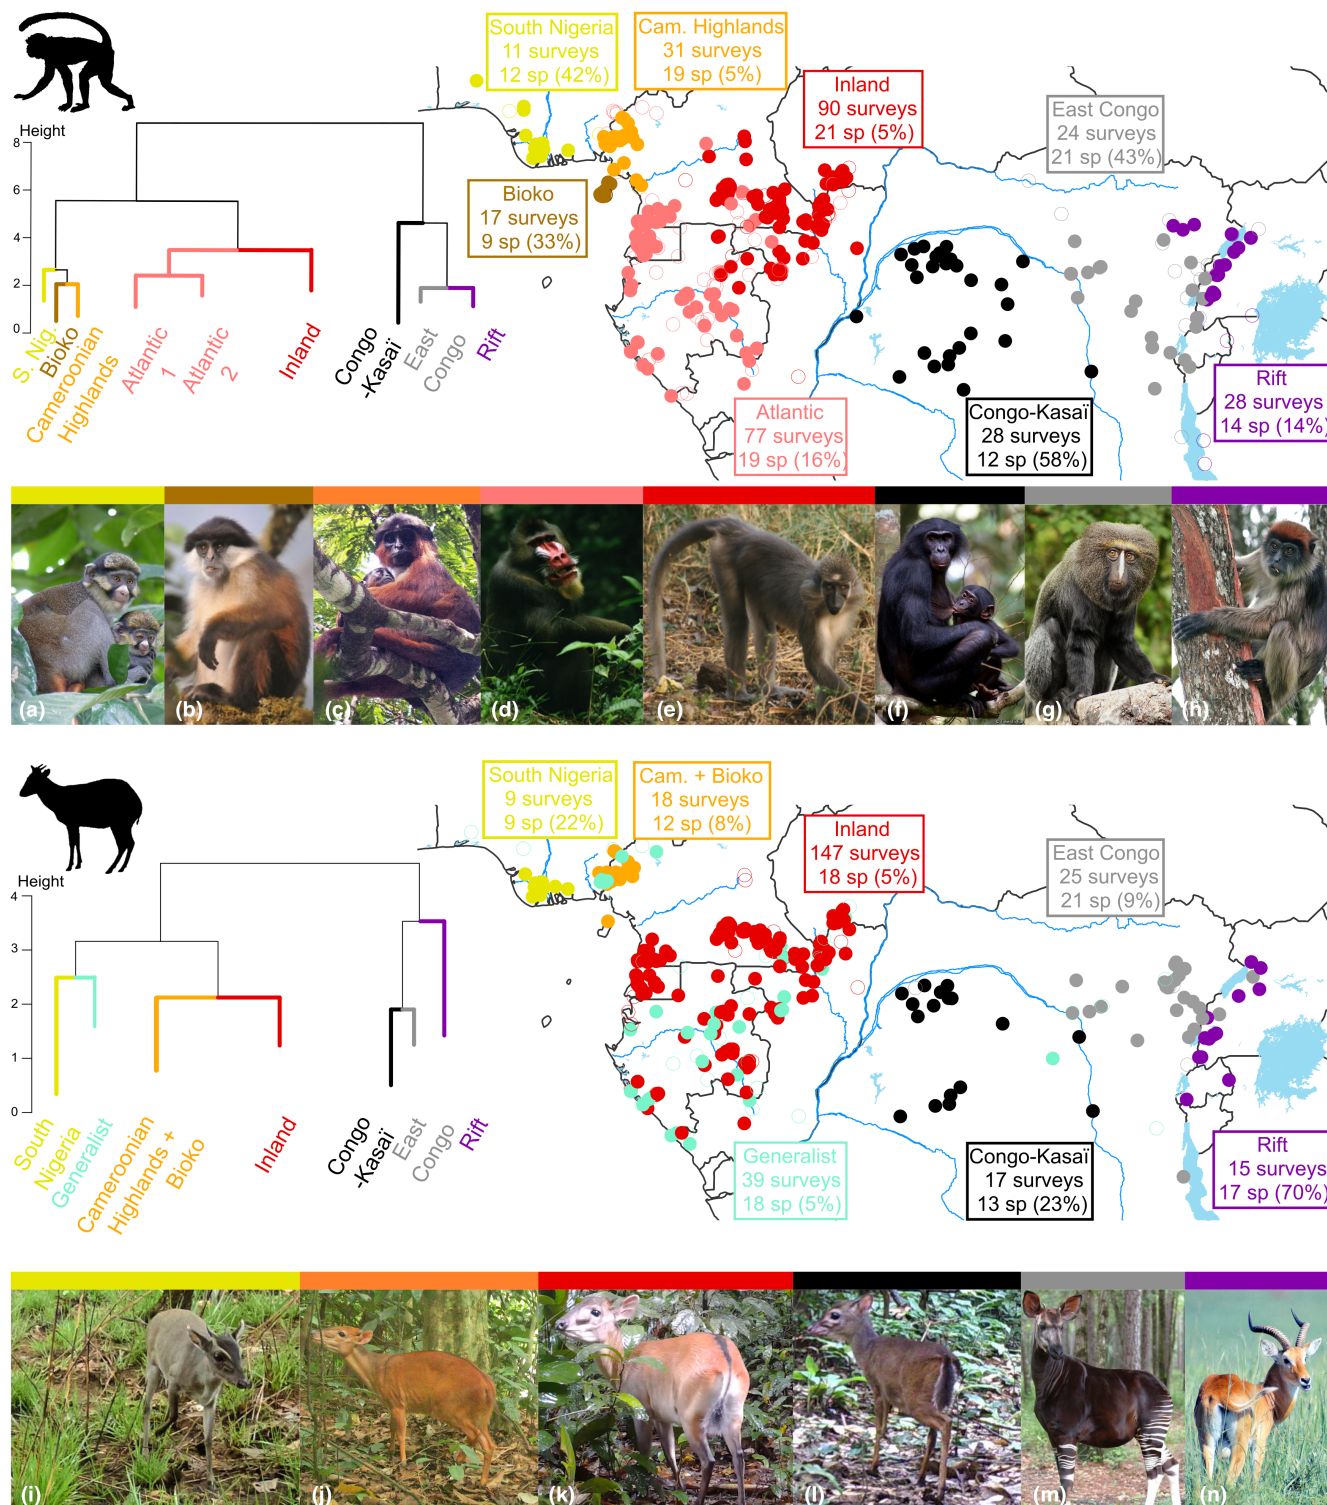 South Nigeria
11 surveys
12 sp (42%)
Cam. Highlands
31 surveys
19 sp (5%)
Inland
90 surveys
21 sp (5%)
East Congo
24 surveys
21 sp (43%)
Bioko
17 surveys
9 sp (33%)
Height
8
6
4
2
0
S. Nig.
Bioko
Cameroonian
Highlands
Atlantic
1
Atlantic
2
Inland
Congo
-Kasaï
East
Congo
Rift
Atlantic
77 surveys
19 sp (16%)
Congo-Kasaï
28 surveys
12 sp (58%)
Rift
28 surveys
14 sp (14%)
(a)
(b)
(c)
(d)
(e)
(f)
(g)
(h)
South Nigeria
9 surveys
9 sp (22%)
Cam. + Bioko
18 surveys
12 sp (8%)
Inland
147 surveys
18 sp (5%)
East Congo
25 surveys
21 sp (9%)
Height
4
3
2
1
0
South
Nigeria
Generalist
Cameroonian
Highlands +
Bioko
Inland
Congo
-Kasaï
East
Congo
Rift
Generalist
39 surveys
18 sp (5%)
Congo-Kasaï
17 surveys
13 sp (23%)
Rift
15 surveys
17 sp (70%)
(i)
(j)
(k)
(l)
(m)
(n)